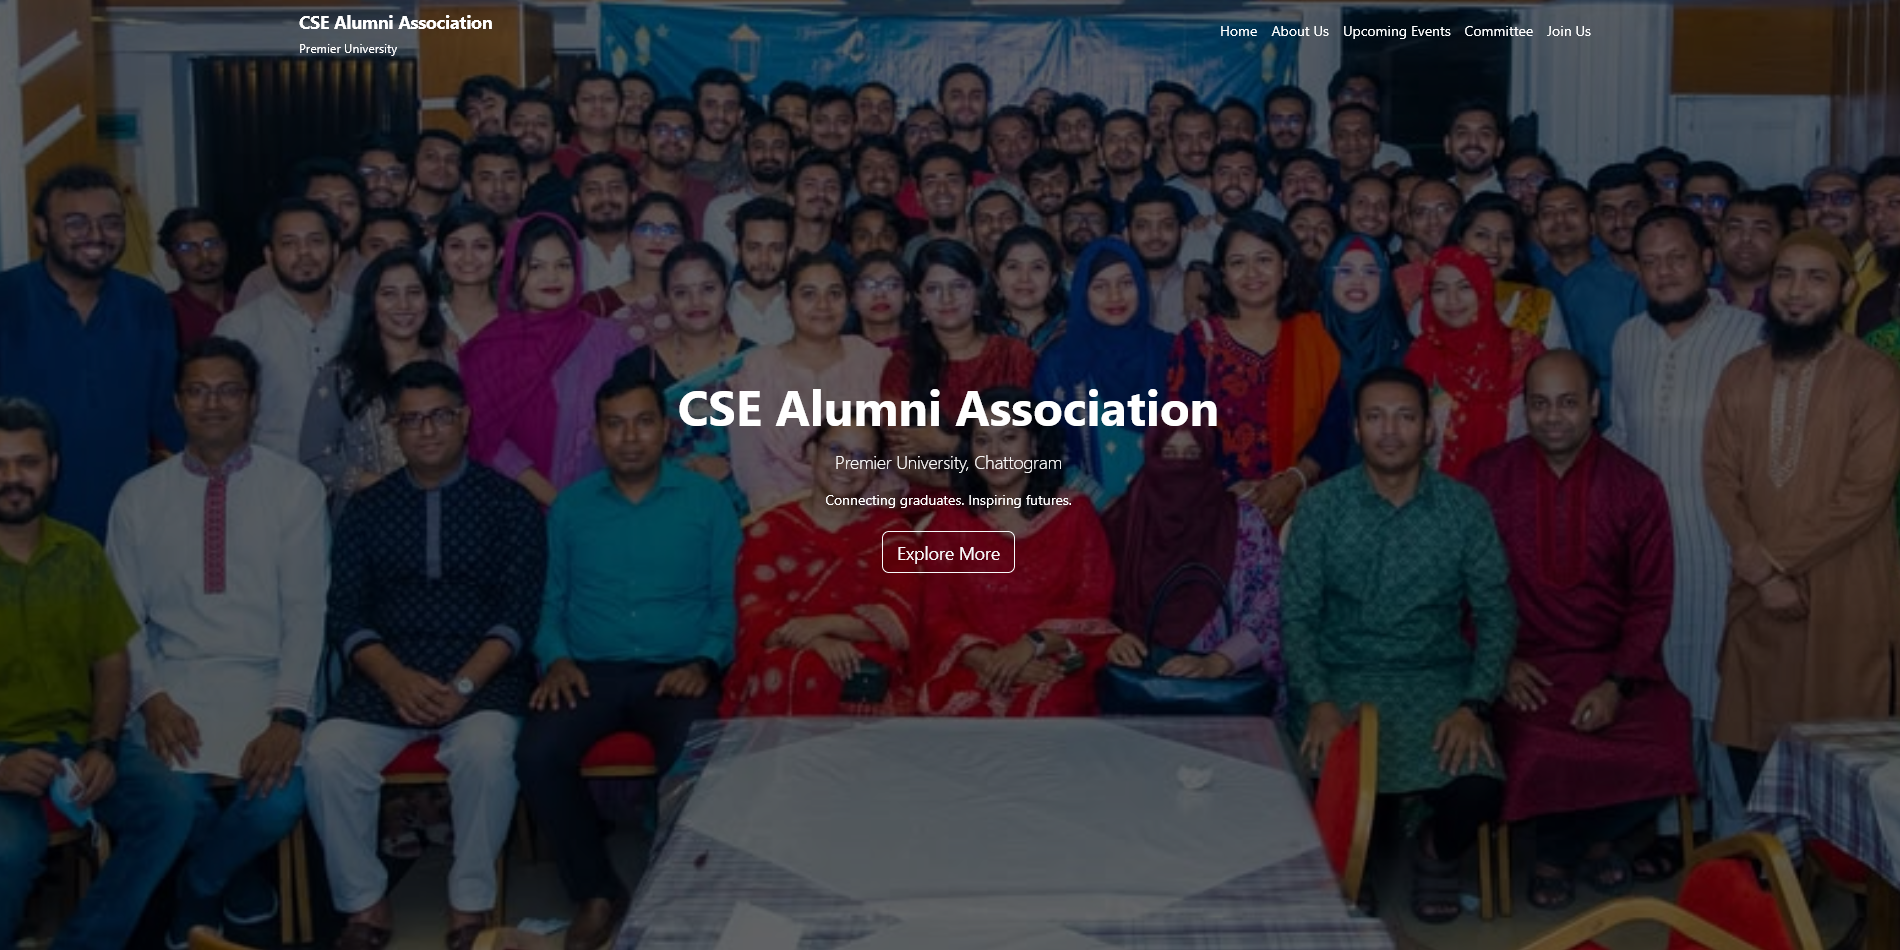 CSE Alumni Association
Premier University
Home About Us Upcoming Events Committee Join Us
CSE Alumni Association
Premier University, Chattogram
Connecting graduates. Inspiring futures.
Explore More